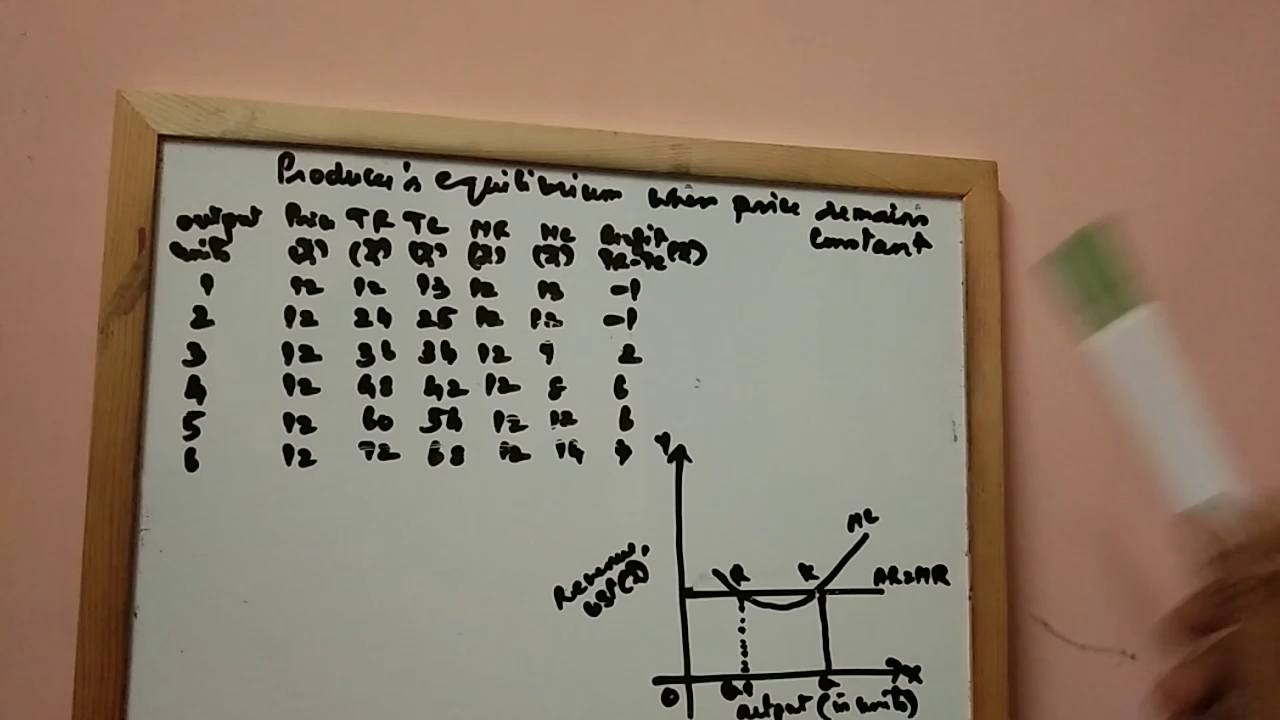 Producer's equilibrium when price remains constant
output units Price (₹) TR (₹) TC (₹) MR (₹) MC (₹) Profit TR-TC (₹)
1 12 12 13 12 13 -1
2 12 24 25 12 12 -1
3 12 36 34 12 9 2
4 12 48 42 12 8 6
5 12 60 54 12 12 6
6 12 72 68 12 14 4
Y
MC
Revenue, cost (₹)
R K AR=MR
O Q1 Q X
output (in units)